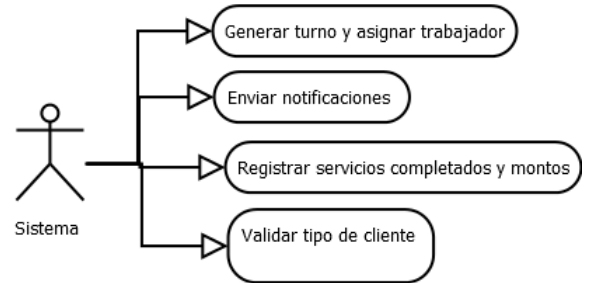 Generar turno y asignar trabajador
Enviar notificaciones
Registrar servicios completados y montos
Sistema
Validar tipo de cliente